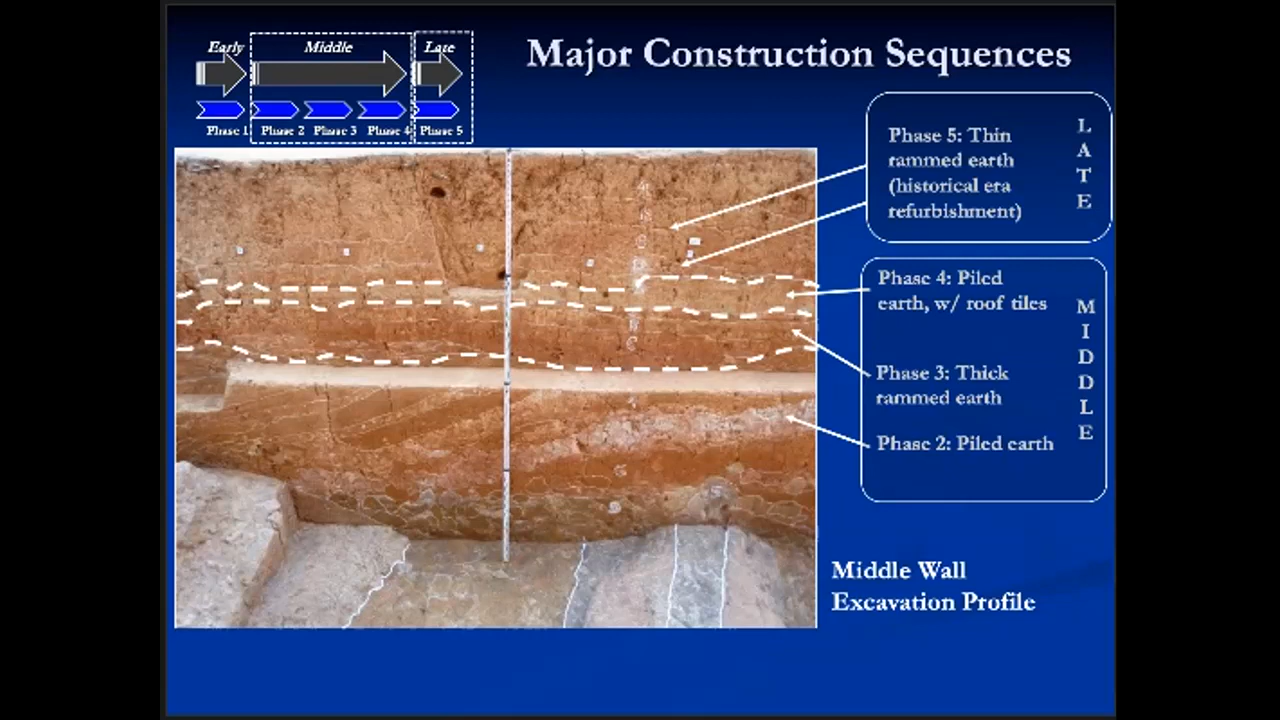 Early Middle Late
Major Construction Sequences
Phase 1 Phase 2 Phase 3 Phase 4 Phase 5
Phase 5: Thin
rammed earth
(historical era
refurbishment)
LATE
Phase 4: Piled
earth, w/ roof tiles
Phase 3: Thick
rammed earth
Phase 2: Piled earth
MIDDLE
Middle Wall
Excavation Profile